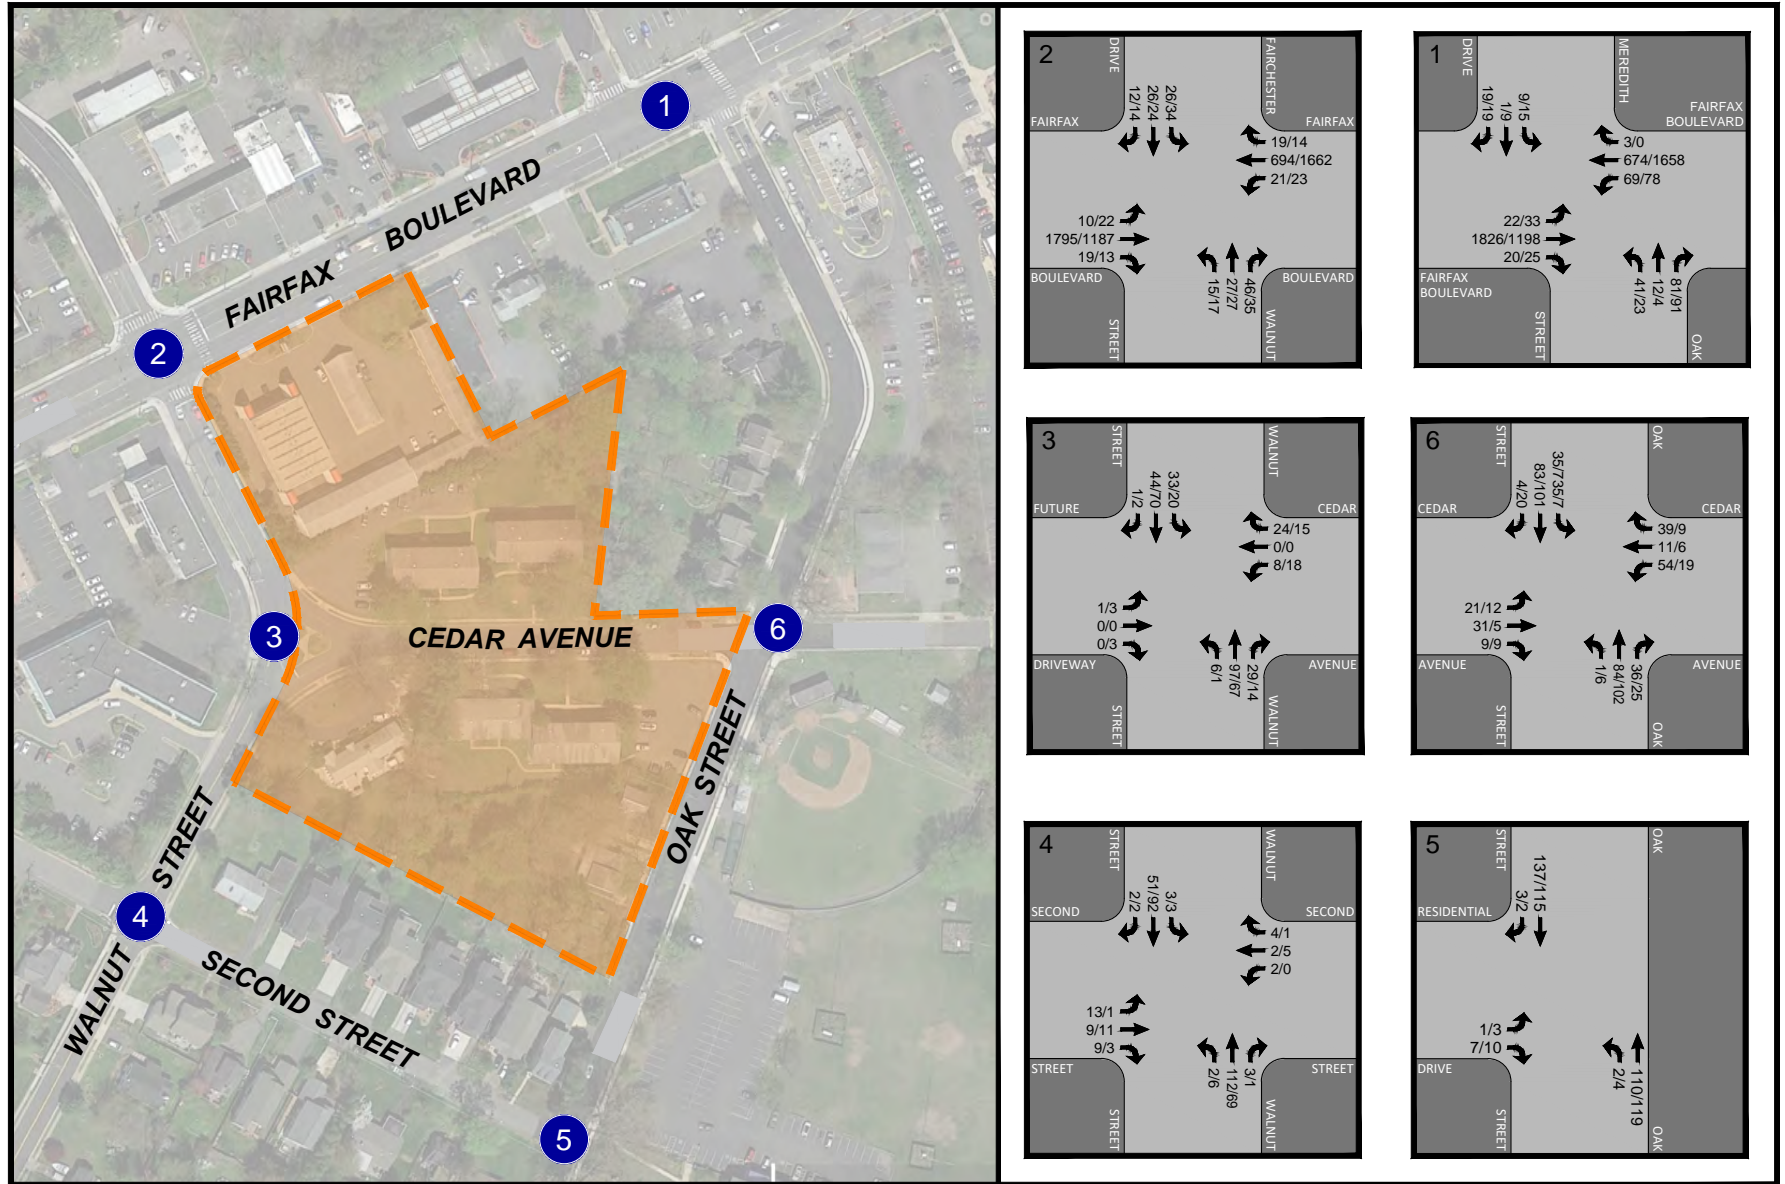 1
FAIRFAX BOULEVARD
2
3
CEDAR AVENUE
6
OAK STREET
WALNUT STREET
4
SECOND STREET
5
2
DRIVE
FAIRCHESTER
12/14
26/24
26/34
FAIRFAX
FAIRFAX
19/14
694/1662
21/23
10/22
1795/1187
19/13
BOULEVARD
BOULEVARD
15/17
27/27
46/35
STREET
WALNUT
1
DRIVE
MEREDITH
19/19
1/9
9/15
FAIRFAX
BOULEVARD
3/0
674/1658
69/78
22/33
1826/1198
20/25
FAIRFAX
BOULEVARD
41/23
12/4
81/91
STREET
OAK
3
STREET
WALNUT
1/2
44/70
33/20
FUTURE
CEDAR
24/15
0/0
8/18
1/3
0/0
0/3
DRIVEWAY
AVENUE
6/1
97/67
29/14
STREET
WALNUT
6
STREET
OAK
4/20
83/101
35/735/7
CEDAR
CEDAR
39/9
11/6
54/19
21/12
31/5
9/9
AVENUE
AVENUE
1/6
84/102
36/25
STREET
OAK
4
STREET
WALNUT
2/2
51/92
3/3
SECOND
SECOND
4/1
2/5
2/0
13/1
9/11
9/3
STREET
STREET
2/6
112/69
3/1
STREET
WALNUT
5
STREET
OAK
3/2
137/115
RESIDENTIAL
1/3
7/10
DRIVE
2/4
110/119
STREET
OAK